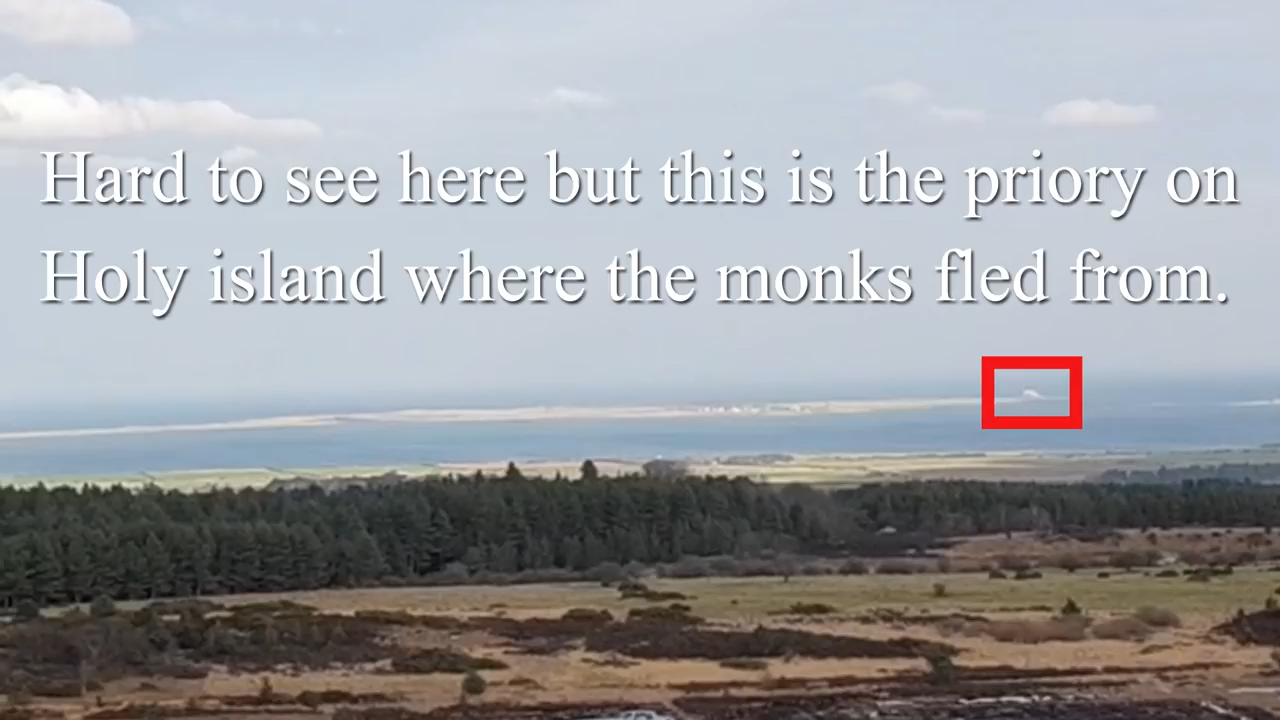 Hard to see here but this is the priory on
Holy island where the monks fled from.